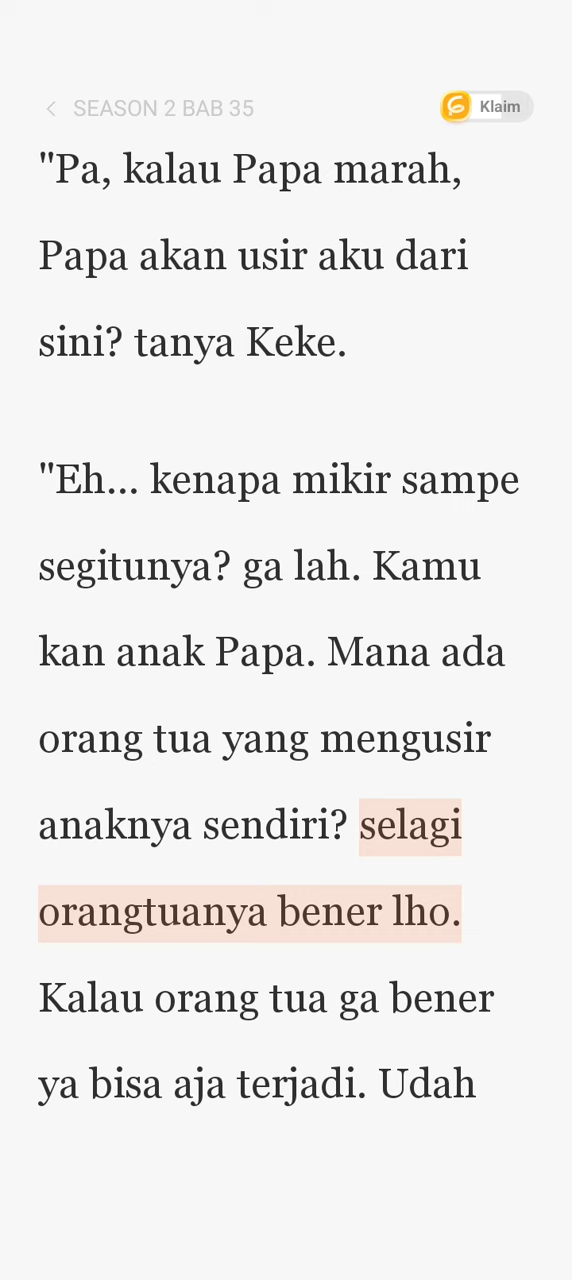 SEASON 2 BAB 35
Klaim
"Pa, kalau Papa marah,
Papa akan usir aku dari
sini? tanya Keke.
"Eh... kenapa mikir sampe
segitunya? ga lah. Kamu
kan anak Papa. Mana ada
orang tua yang mengusir
anaknya sendiri? selagi
orangtuanya bener lho.
Kalau orang tua ga bener
ya bisa aja terjadi. Udah